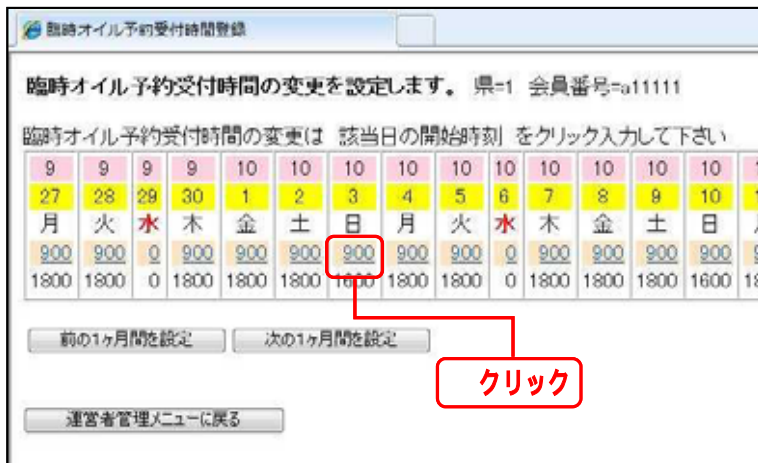 臨時オイル予約受付時間登録
臨時オイル予約受付時間の変更を設定します。 県=1 会員番号=a11111
臨時オイル予約受付時間の変更は 該当日の開始時刻 をクリック入力して下さい
9 9 9 9 10 10 10 10 10 10 10 10 10 10
27 28 29 30 1 2 3 4 5 6 7 8 9 10
月 火 水 木 金 土 日 月 火 水 木 金 土 日
900 900 0 900 900 900 900 900 900 0 900 900 900 900
1800 1800 0 1800 1800 1800 1600 1800 1800 0 1800 1800 1800 1600
前の1ヶ月間を設定 次の1ヶ月間を設定
クリック
運営者管理メニューに戻る